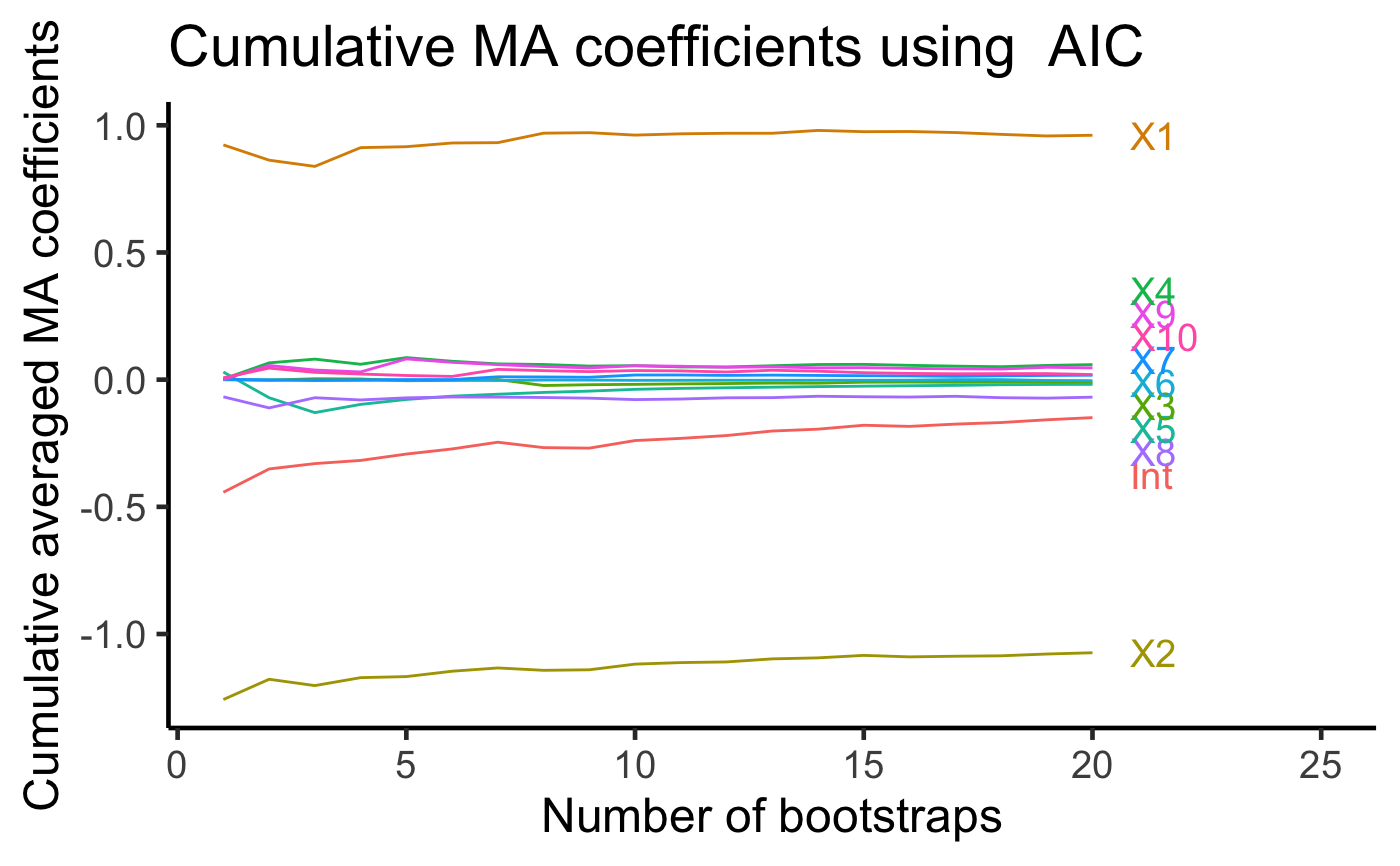 Cumulative MA coefficients using  AIC
Cumulative averaged MA coefficients
1.0
0.5
0.0
-0.5
-1.0
X1
X4
X9
X10
X7
X6
X3
X5
X8
Int
X2
0 5 10 15 20 25
Number of bootstraps